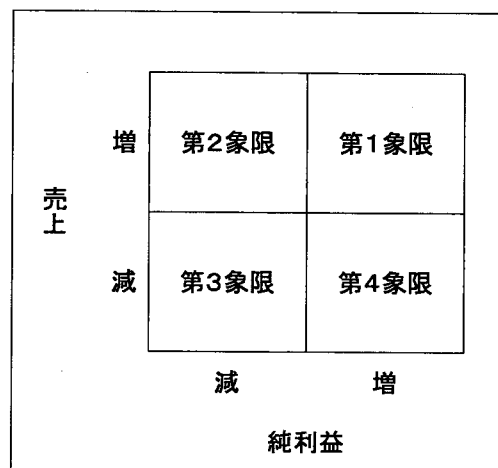 増 第2象限 第1象限
売上
減 第3象限 第4象限
減 増
純利益